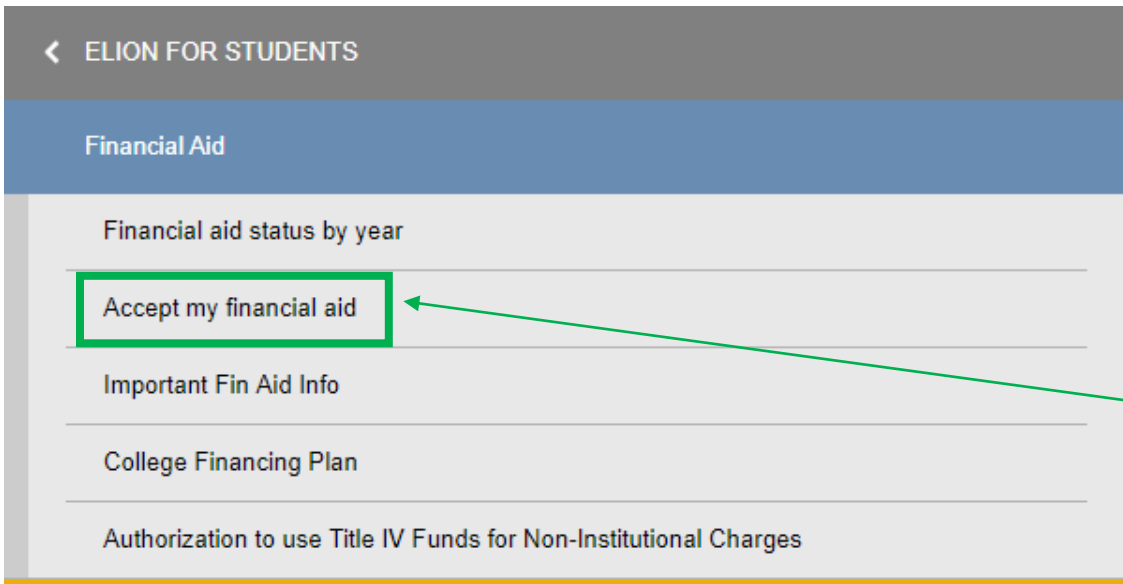 ELION FOR STUDENTS
Financial Aid
Financial aid status by year
Accept my financial aid
Important Fin Aid Info
College Financing Plan
Authorization to use Title IV Funds for Non-Institutional Charges